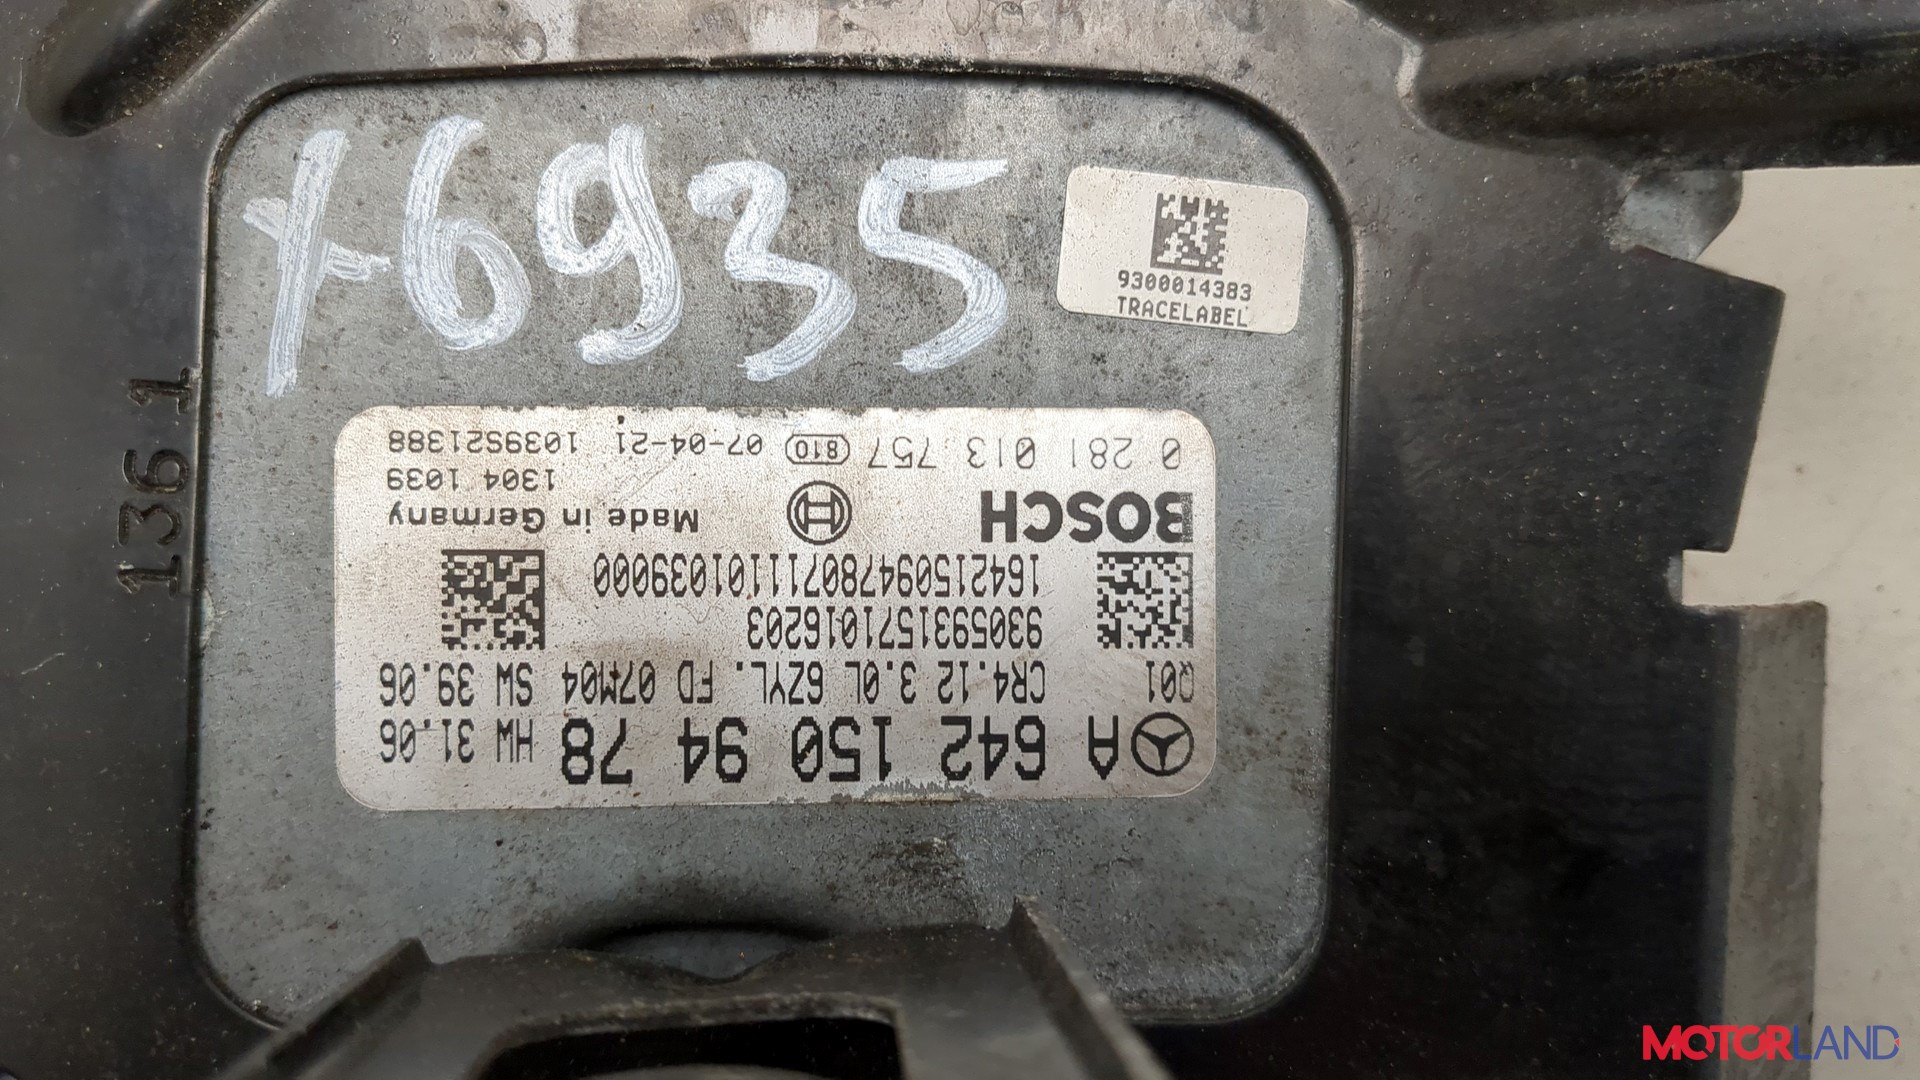 x6935
9300014383
TRACELABEL
1361
A 642 150 94 78 HW 31.06
Q01 CR4.12 3.0L 6ZYL. FD 07M04 SW 39.06
9305931571016203
164215094780711101039000
BOSCH Made in Germany
1304 1039
0 281 013 757 810 07-04-21 1039S21388
MOTORLAND